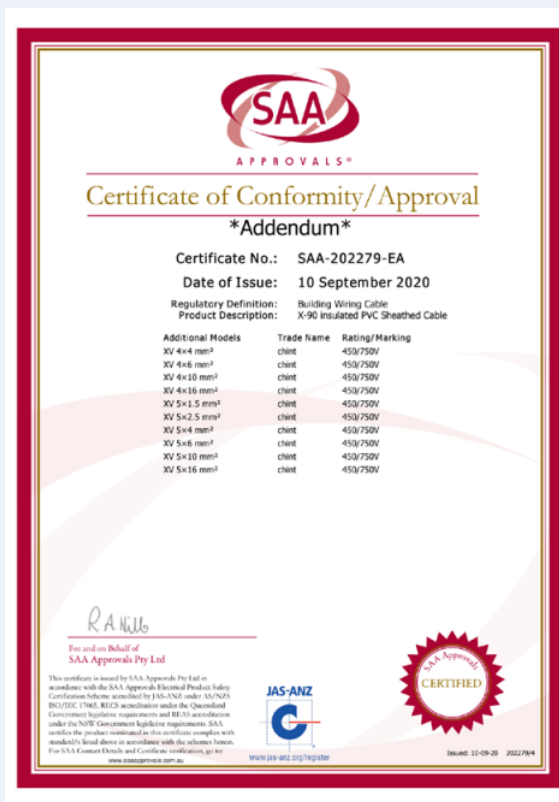 SAA
APPROVALS®
Certificate of Conformity/Approval
*Addendum*
Certificate No.: SAA-202279-EA
Date of Issue: 10 September 2020
Regulatory Definition: Building Wiring Cable
Product Description: X-90 insulated PVC Sheathed Cable
Additional Models Trade Name Rating/Marking
XV 4×4 mm² chint 450/750V
XV 4×6 mm² chint 450/750V
XV 4×10 mm² chint 450/750V
XV 4×16 mm² chint 450/750V
XV 5×1.5 mm² chint 450/750V
XV 5×2.5 mm² chint 450/750V
XV 5×4 mm² chint 450/750V
XV 5×6 mm² chint 450/750V
XV 5×10 mm² chint 450/750V
XV 5×16 mm² chint 450/750V
For and on Behalf of
SAA Approvals Pty Ltd
This certificate is issued by SAA Approvals Pty Ltd in
accordance with the SAA Approvals Electrical Product Safety
Certification Scheme accredited by JAS-ANZ under AS/NZS
ISO/IEC 17065, RECS accreditation under the Queensland
Government legislative requirements and REAS accreditation
under the NSW Government legislative requirements. SAA
certifies the product nominated in this certificate complies with
standard/s listed above in accordance with the schemes herein.
For SAA Contact Details and Certificate verification, go to:
www.saaapprovals.com.au
JAS-ANZ
C
www.jas-anz.org/register
SAA Approvals
CERTIFIED
Issued: 10-09-20 202279/4